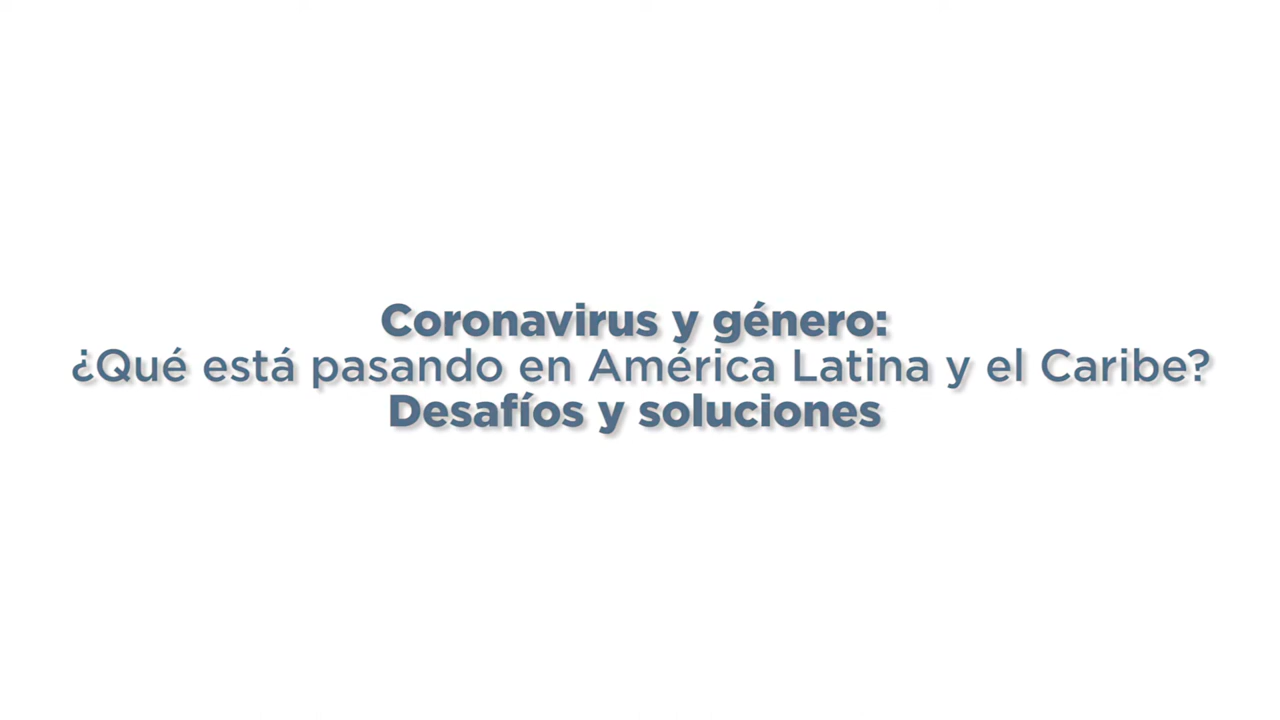 Coronavirus y género:
¿Qué está pasando en América Latina y el Caribe?
Desafíos y soluciones